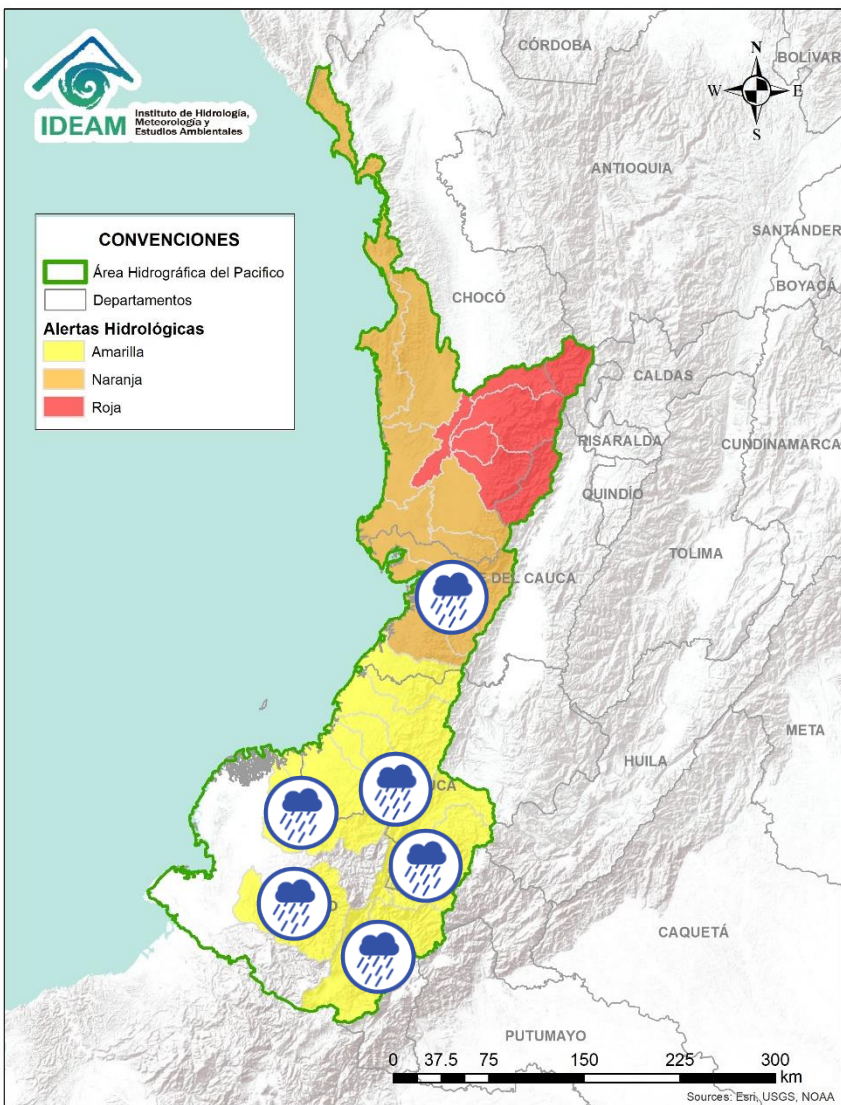 CÓRDOBA
BOLÍVAR
N
W E
S
IDEAM
Instituto de Hidrología,
Meteorología y
Estudios Ambientales
ANTIOQUIA
SANTANDER
BOYACÁ
CONVENCIONES
Área Hidrográfica del Pacifico
Departamentos
Alertas Hidrológicas
Amarilla
Naranja
Roja
CHOCÓ
CALDAS
RISARALDA
CUNDINAMARCA
QUINDÍO
TOLIMA
DEL CAUCA
META
HUILA
CAQUETÁ
PUTUMAYO
0 37.5 75 150 225 300
km
Sources: Esri, USGS, NOAA